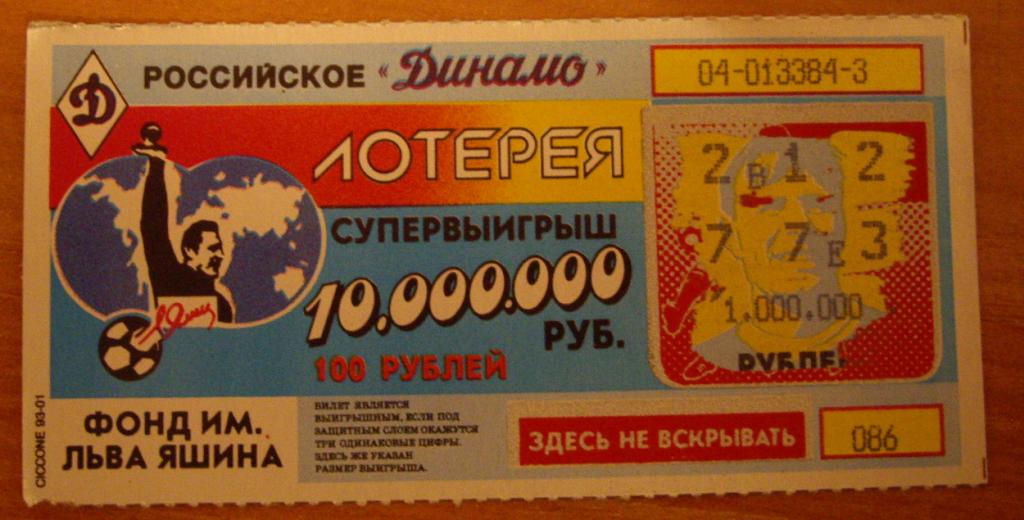 Д
РОССИЙСКОЕ «Динамо»
04-013384-3
ЛОТЕРЕЯ
СУПЕРВЫИГРЫШ
10.000.000
РУБ.
100 РУБЛЕЙ
2 В 1 2
7 7 Е 3
1.000.000
РУБЛЕ
Л.Яшин
ФОНД ИМ.
ЛЬВА ЯШИНА
БИЛЕТ ЯВЛЯЕТСЯ
ВЫИГРЫШНЫМ, ЕСЛИ ПОД
ЗАЩИТНЫМ СЛОЕМ ОКАЖУТСЯ
ТРИ ОДИНАКОВЫЕ ЦИФРЫ.
ЗДЕСЬ ЖЕ УКАЗАН
РАЗМЕР ВЫИГРЫША.
ЗДЕСЬ НЕ ВСКРЫВАТЬ
086
CICCONE 93-01